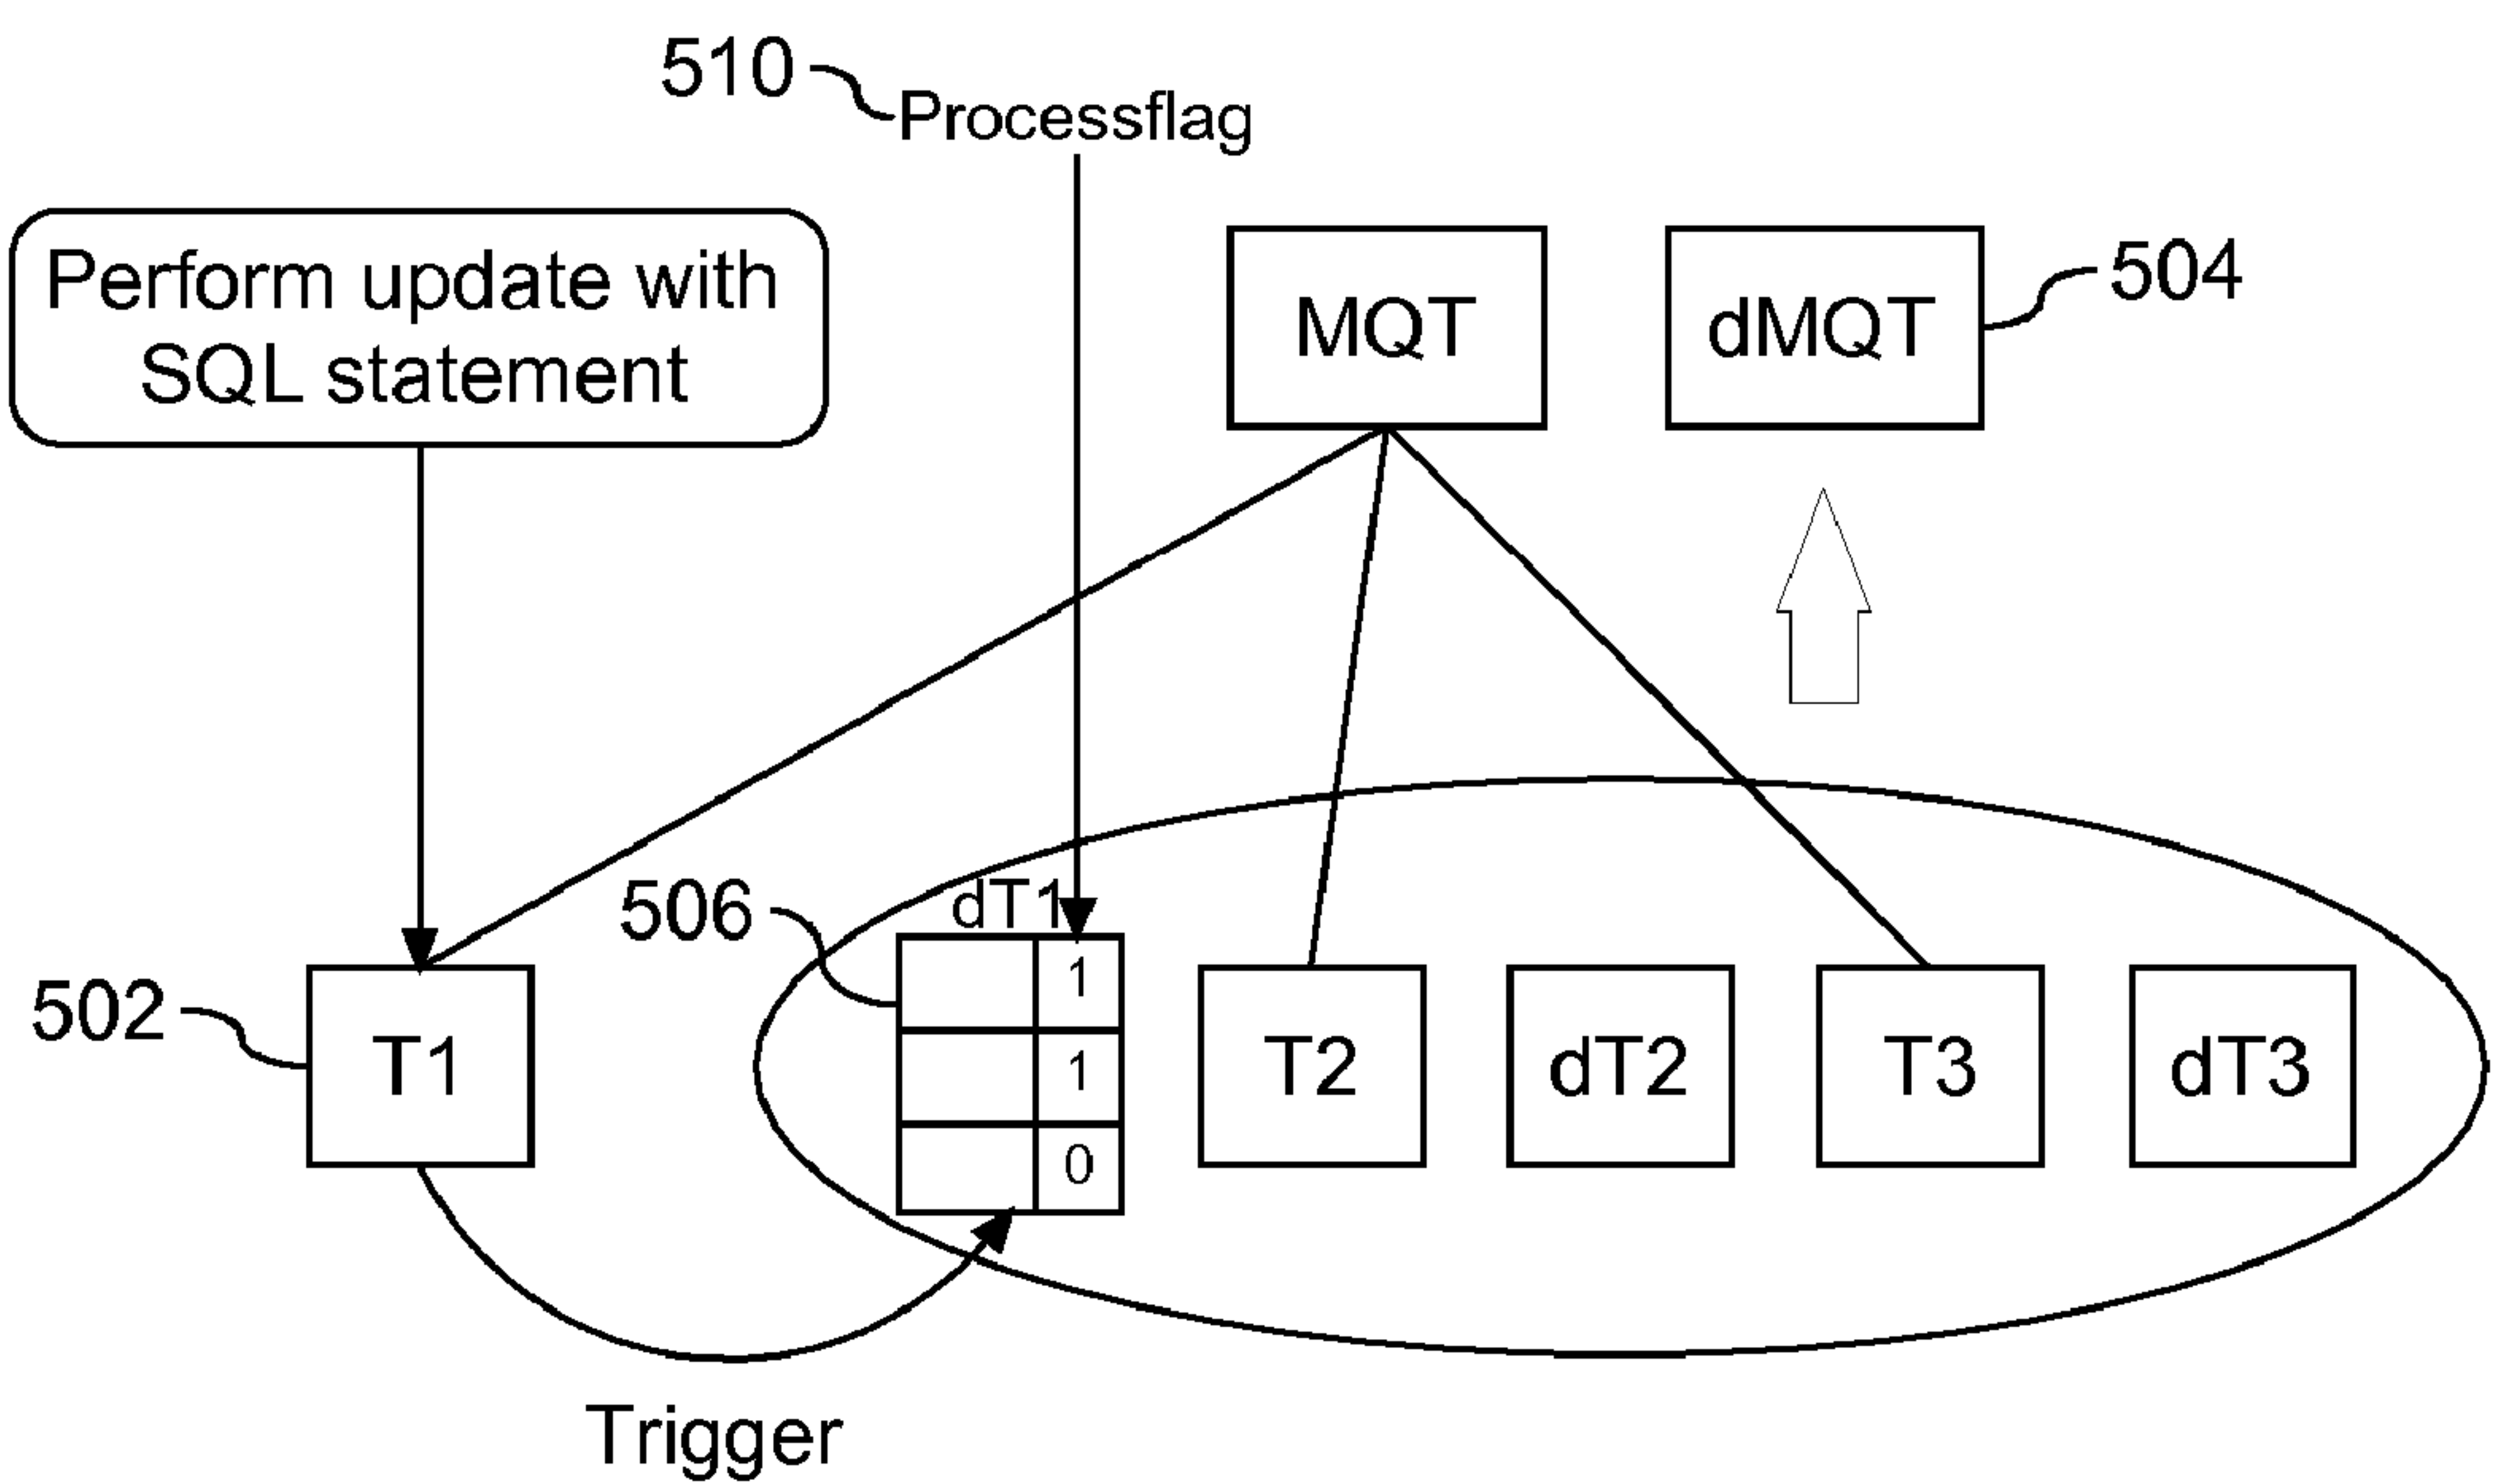 510
Processflag
Perform update with
SQL statement
MQT
dMQT
504
506
dT1
502
T1
1
1
0
T2
dT2
T3
dT3
Trigger